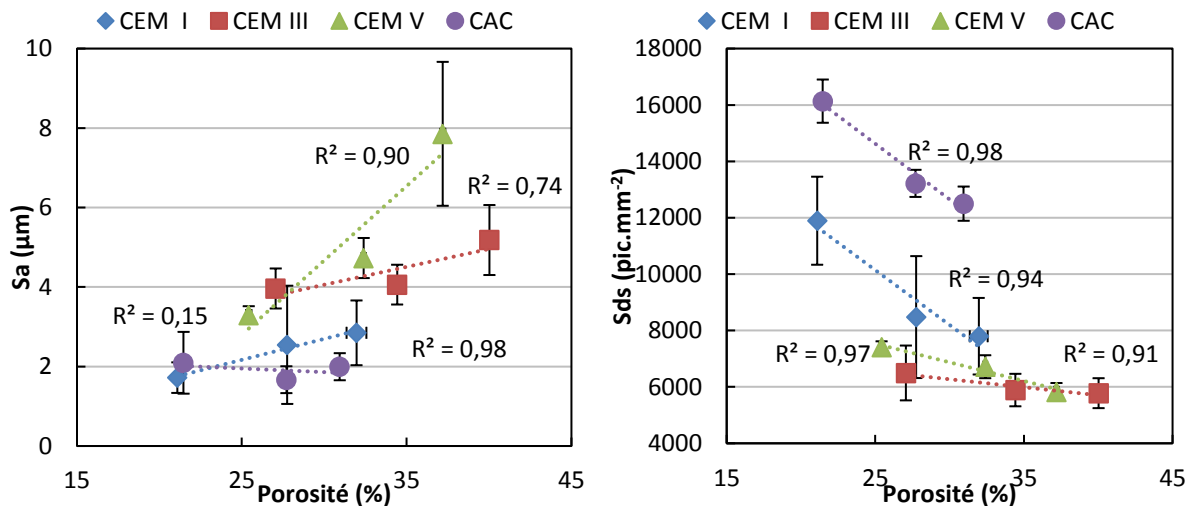 CEM I CEM III CEM V CAC
10
8
6
4
2
0
Sa (µm)
R² = 0,90
R² = 0,74
R² = 0,15
R² = 0,98
15 25 35 45
Porosité (%)
CEM I CEM III CEM V CAC
18000
16000
14000
12000
10000
8000
6000
4000
Sds (pic.mm⁻²)
R² = 0,98
R² = 0,94
R² = 0,97
R² = 0,91
15 25 35 45
Porosité (%)